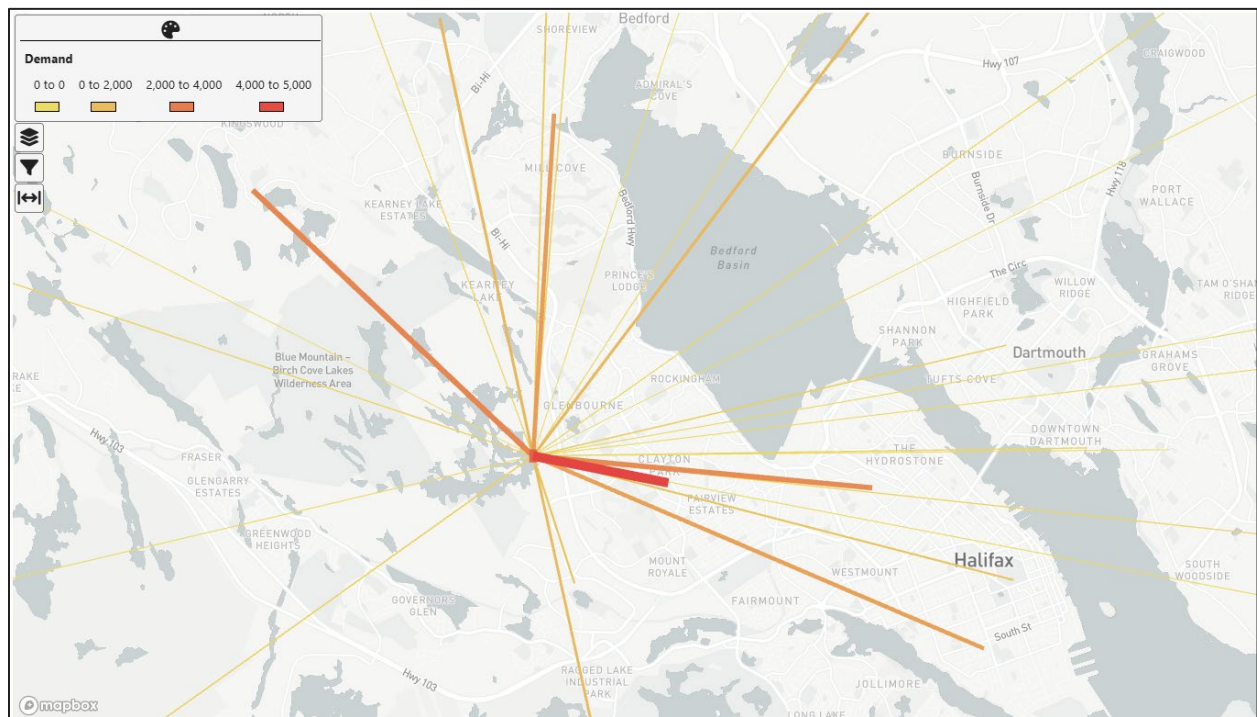 Demand
0 to 0
0 to 2,000
2,000 to 4,000
4,000 to 5,000
KINGSWOOD
SHOREVIEW
Bedford
Bi-Hi
ADMIRAL'S
COVE
Hwy 107
CRAIGWOOD
MILL COVE
BURNSIDE
Burnside Dr
Hwy 118
PORT
WALLACE
KEARNEY LAKE
ESTATES
Bi-Hi
Bedford Hwy
Bedford
Basin
The Circ
WILLOW
RIDGE
TAM O'SHA
RIDGE
KEARNEY
LAKE
PRINCE'S
LODGE
HIGHFIELD
PARK
SHANNON
PARK
Dartmouth
GRAHAMS
GROVE
Blue Mountain –
Birch Cove Lakes
Wilderness Area
ROCKINGHAM
TUFTS COVE
GLENBOURNE
DOWNTOWN
DARTMOUTH
Hwy 103
FRASER
CLAYTON
PARK
THE
HYDROSTONE
GLENGARRY
ESTATES
FAIRVIEW
ESTATES
GREENWOOD
HEIGHTS
MOUNT
ROYALE
WESTMOUNT
Halifax
SOUTH
WOODSIDE
GOVERNORS
GLEN
FAIRMOUNT
South St
Hwy 103
RAGGED LAKE
INDUSTRIAL
PARK
JOLLIMORE
LONG LAKE
mapbox